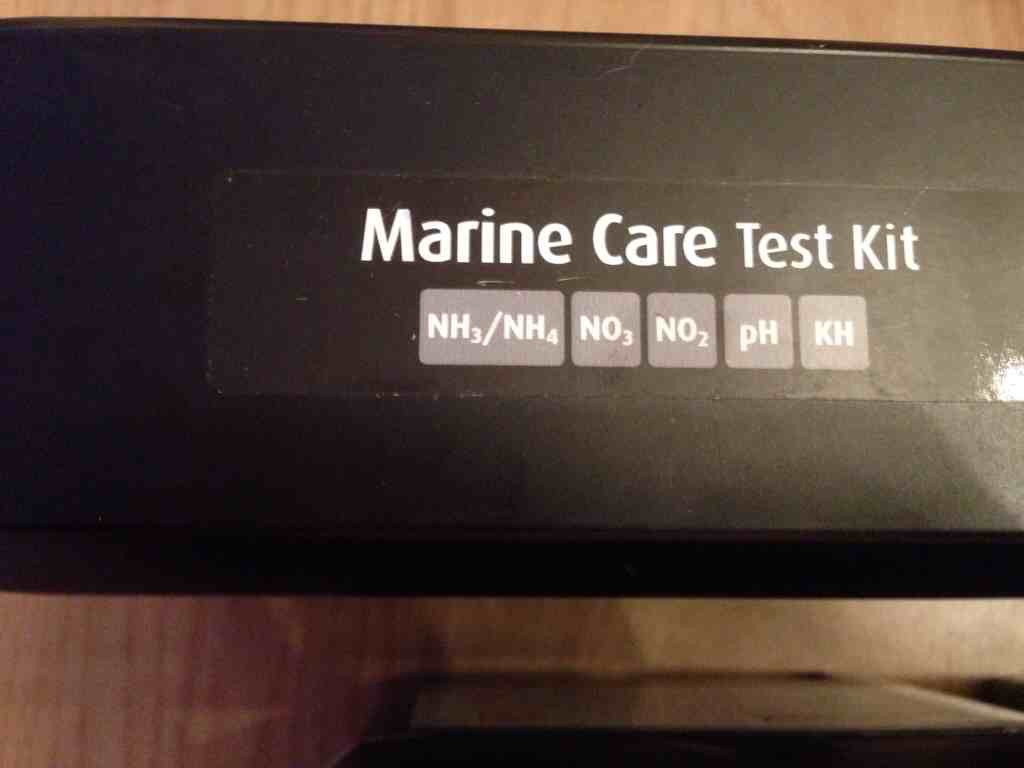 Marine Care Test Kit
NH₃/NH₄ NO₃ NO₂ pH KH